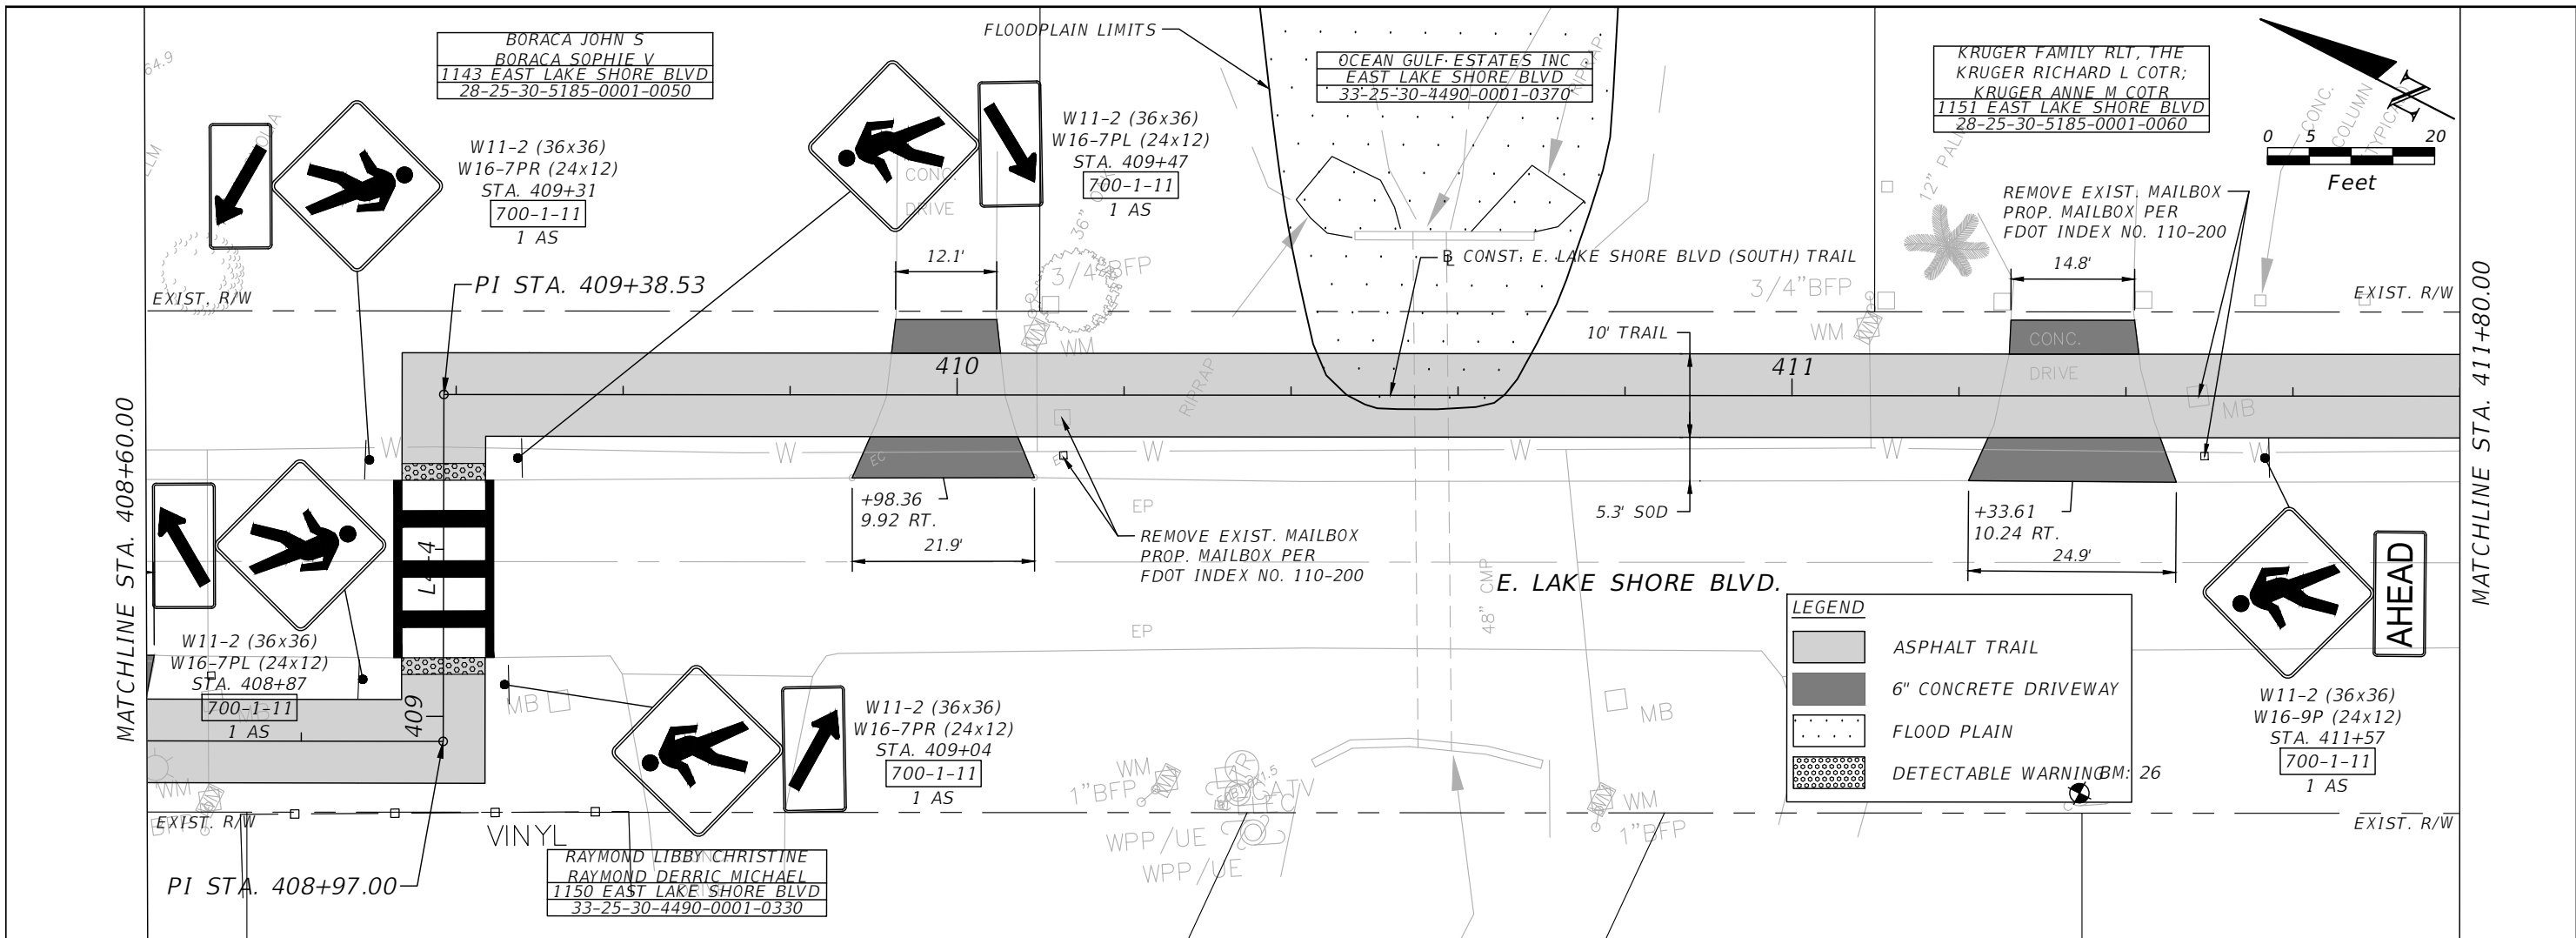 BORACA JOHN S
BORACA SOPHIE V
1143 EAST LAKE SHORE BLVD
28-25-30-5185-0001-0050
FLOODPLAIN LIMITS
OCEAN GULF ESTATES INC
EAST LAKE SHORE BLVD
33-25-30-4490-0001-0370
RIPRAP
KRUGER FAMILY RLT, THE
KRUGER RICHARD L COTR;
KRUGER ANNE M COTR
1151 EAST LAKE SHORE BLVD
28-25-30-5185-0001-0060
CONC.
COLUMN
N
0 5 20
Feet
64.9
W11-2 (36x36)
W16-7PR (24x12)
STA. 409+31
700-1-11
1 AS
W11-2 (36x36)
W16-7PL (24x12)
STA. 409+47
700-1-11
1 AS
CONC.
DRIVE
36"
12" PALM
REMOVE EXIST. MAILBOX
PROP. MAILBOX PER
FDOT INDEX NO. 110-200
12.1'
14.8'
3/4"BFP
3/4"BFP
PI STA. 409+38.53
EXIST. R/W
EXIST. R/W
B CONST. E. LAKE SHORE BLVD (SOUTH) TRAIL
WM
WM
10' TRAIL
CONC.
DRIVE
410
411
RIPRAP
MB
MATCHLINE STA. 408+60.00
MATCHLINE STA. 411+80.00
W
W
W
W
W
W
EC
+98.36
9.92 RT.
21.9'
EP
REMOVE EXIST. MAILBOX
PROP. MAILBOX PER
FDOT INDEX NO. 110-200
5.3' SOD
+33.61
10.24 RT.
24.9'
E. LAKE SHORE BLVD.
48" CMP
AHEAD
EP
W11-2 (36x36)
W16-7PL (24x12)
STA. 408+87
700-1-11
1 AS
409
MB
MB
W11-2 (36x36)
W16-7PR (24x12)
STA. 409+04
700-1-11
1 AS
MB
LEGEND
ASPHALT TRAIL
6" CONCRETE DRIVEWAY
FLOOD PLAIN
DETECTABLE WARNING
BM: 26
W11-2 (36x36)
W16-9P (24x12)
STA. 411+57
700-1-11
1 AS
WM
WM
1"BFP
WM
1"BFP
WPP/UE
WPP/UE
EXIST. R/W
EXIST. R/W
VINYL
RAYMOND LIBBY CHRISTINE
RAYMOND DERRIC MICHAEL
1150 EAST LAKE SHORE BLVD
33-25-30-4490-0001-0330
PI STA. 408+97.00